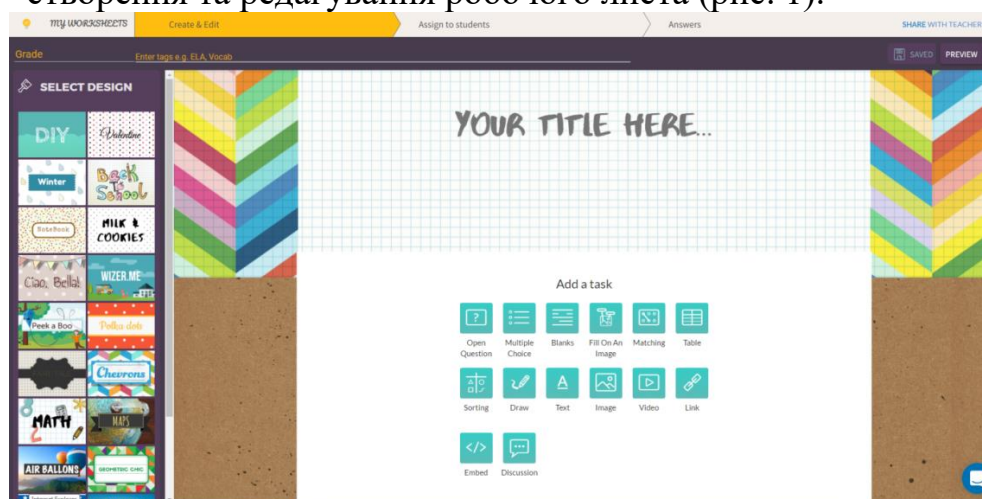 створення та редагування робочого листа (рис. 1).
MY WORKSHEETS
Create & Edit
Assign to students
Answers
SHARE WITH TEACHER
Grade
Enter tags e.g. ELA, Vocab
SAVED
PREVIEW
SELECT DESIGN
DIY
Valentine
Winter
Back
To
School
NoteBook
MILK &
COOKIES
Ciao, Bella!
WIZER.ME
Peek a Boo
Polka dots
Chevrons
MATH
MAPS
AIR BALLONS
GEOMETRIC CHIC
YOUR TITLE HERE...
Add a task
Open
Question
Multiple
Choice
Blanks
Fill On An
Image
Matching
Table
Sorting
Draw
Text
Image
Video
Link
Embed
Discussion